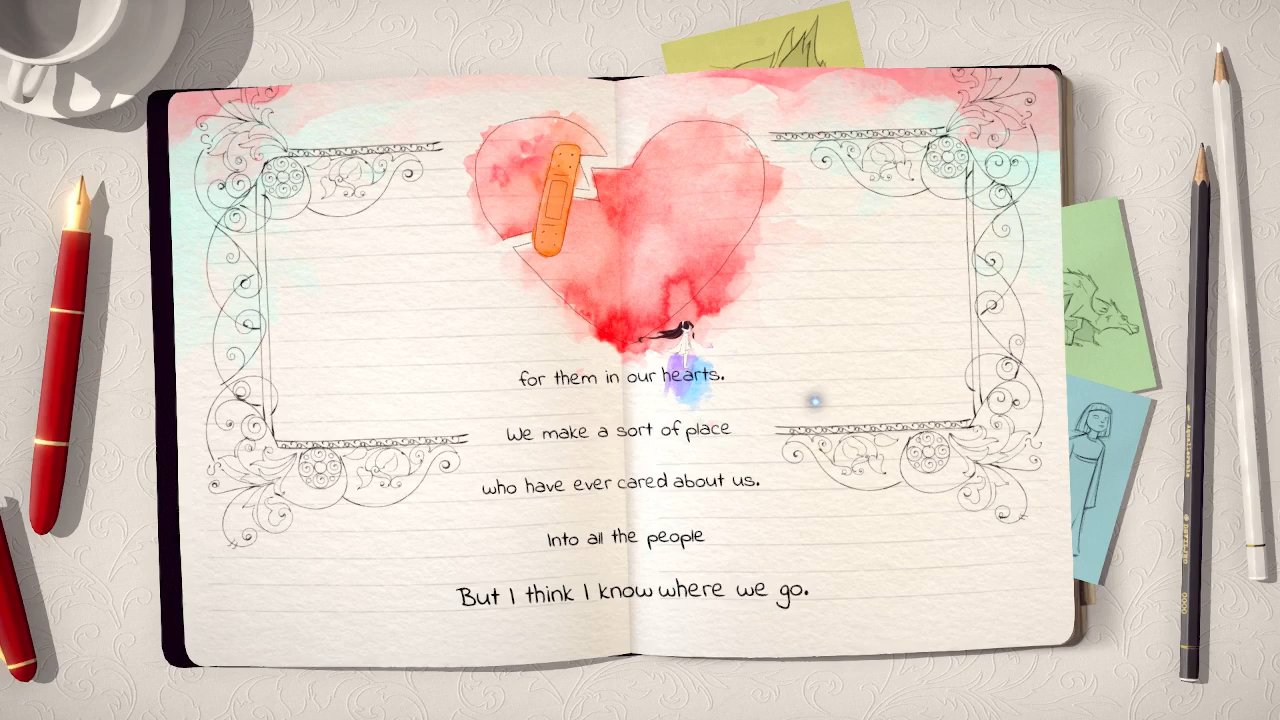 for them in our hearts.
We make a sort of place
who have ever cared about us.
Into all the people
But I think I know where we go.